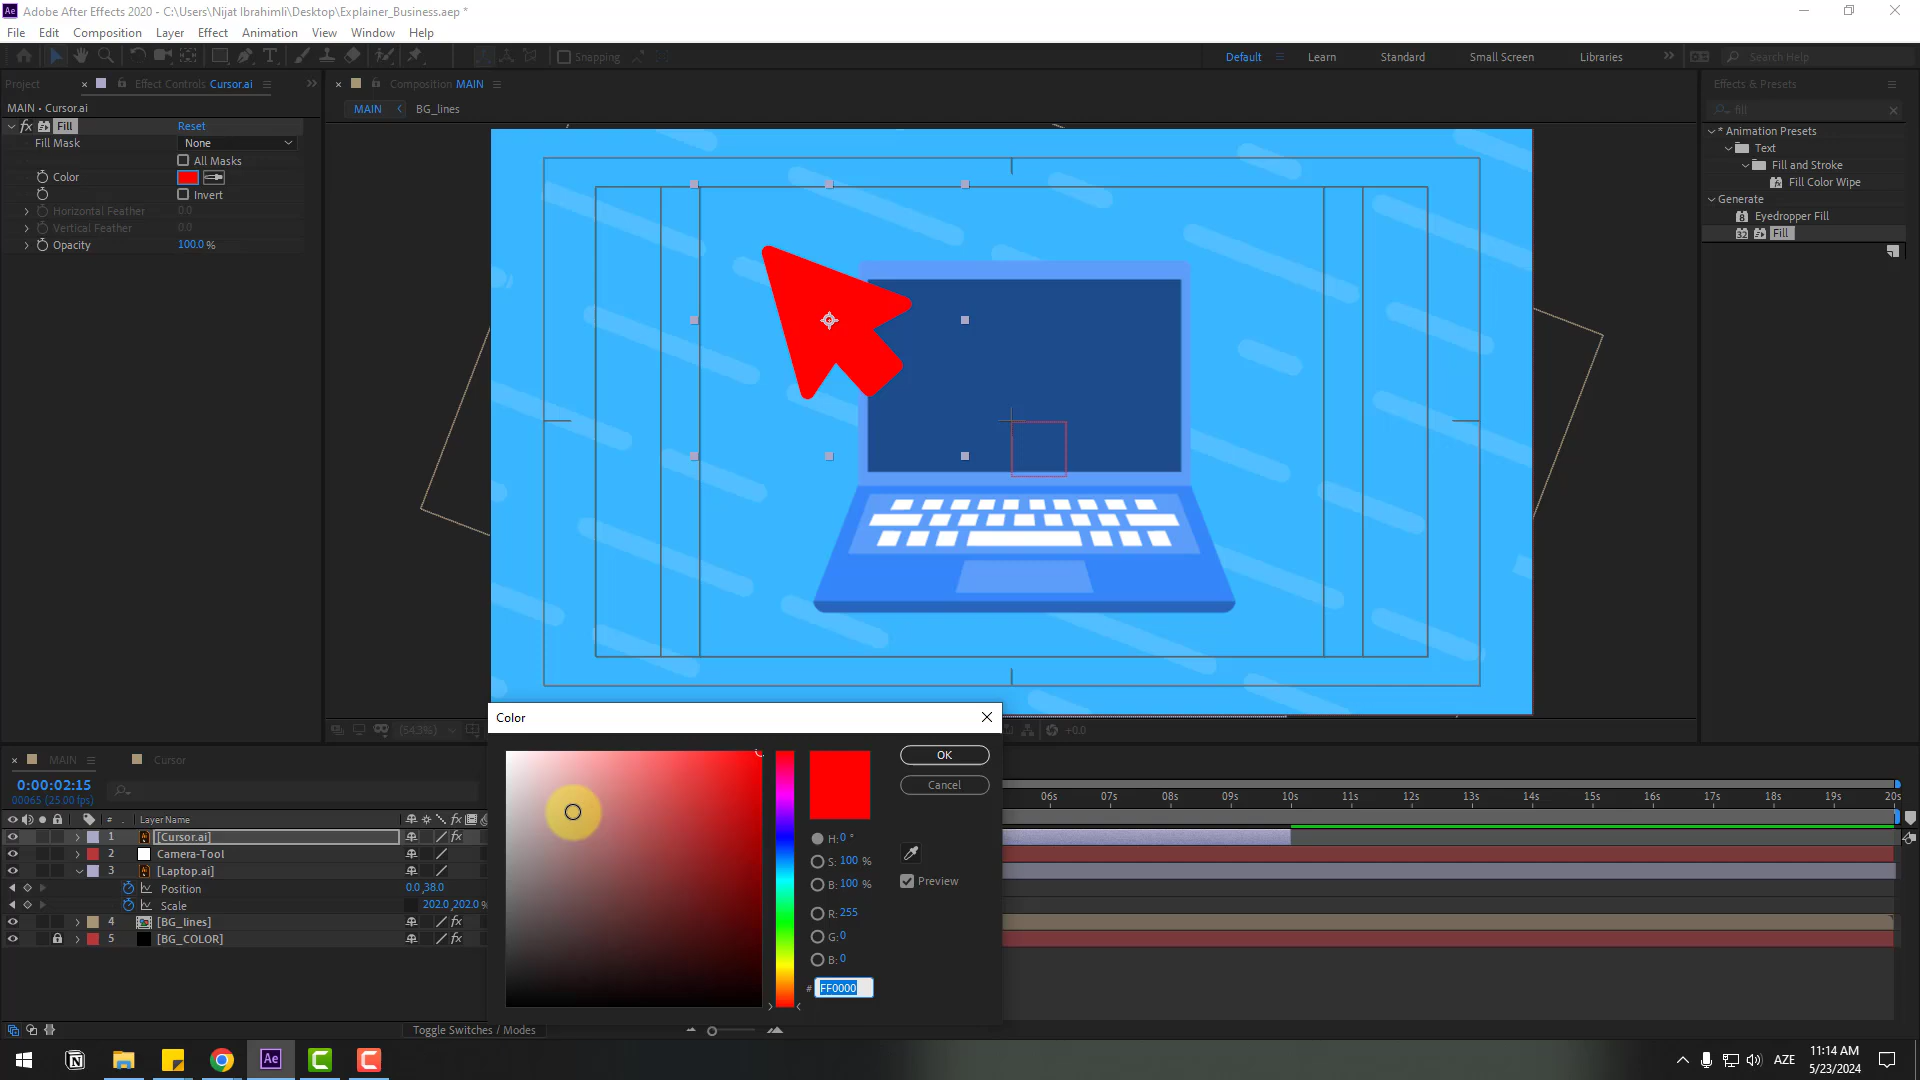 Adobe After Effects 2020 - C:\Users\Nijat Ibrahimli\Desktop\Explainer_Business.aep *
File Edit Composition Layer Effect Animation View Window Help
Snapping
Default Learn Standard Small Screen Libraries Search Help
Project Effect Controls Cursor.ai
Composition MAIN
Effects & Presets
MAIN • Cursor.ai
MAIN BG_lines
fill
fx Fill Reset
Fill Mask None
All Masks
Color
Invert
Horizontal Feather 0.0
Vertical Feather 0.0
Opacity 100.0 %
* Animation Presets
Text
Fill and Stroke
Fill Color Wipe
Generate
Eyedropper Fill
Fill
(54.3%)
+0.0
Color
OK
Cancel
H: 0 °
S: 100 %
B: 100 %
Preview
R: 255
G: 0
B: 0
# FF0000
MAIN Cursor
0:00:02:15
00065 (25.00 fps)
06s 07s 08s 09s 10s 11s 12s 13s 14s 15s 16s 17s 18s 19s 20s
# Layer Name
1 [Cursor.ai]
2 Camera-Tool
3 [Laptop.ai]
Position 0.0,38.0
Scale 202.0,202.0%
4 [BG_lines]
5 [BG_COLOR]
Toggle Switches / Modes
AZE
11:14 AM
5/23/2024